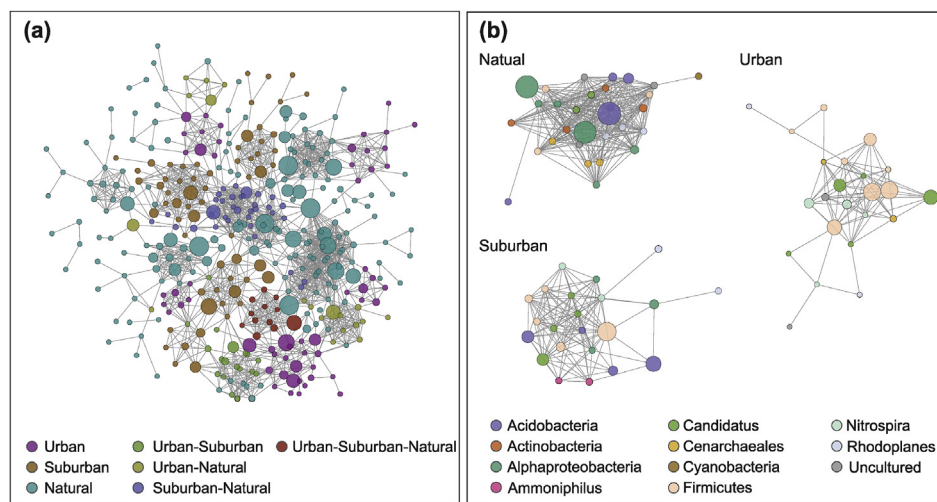 (a)
Urban
Suburban
Natural
Urban-Suburban
Urban-Natural
Suburban-Natural
Urban-Suburban-Natural
(b)
Natual
Urban
Suburban
Acidobacteria
Actinobacteria
Alphaproteobacteria
Ammoniphilus
Candidatus
Cenarchaeales
Cyanobacteria
Firmicutes
Nitrospira
Rhodoplanes
Uncultured